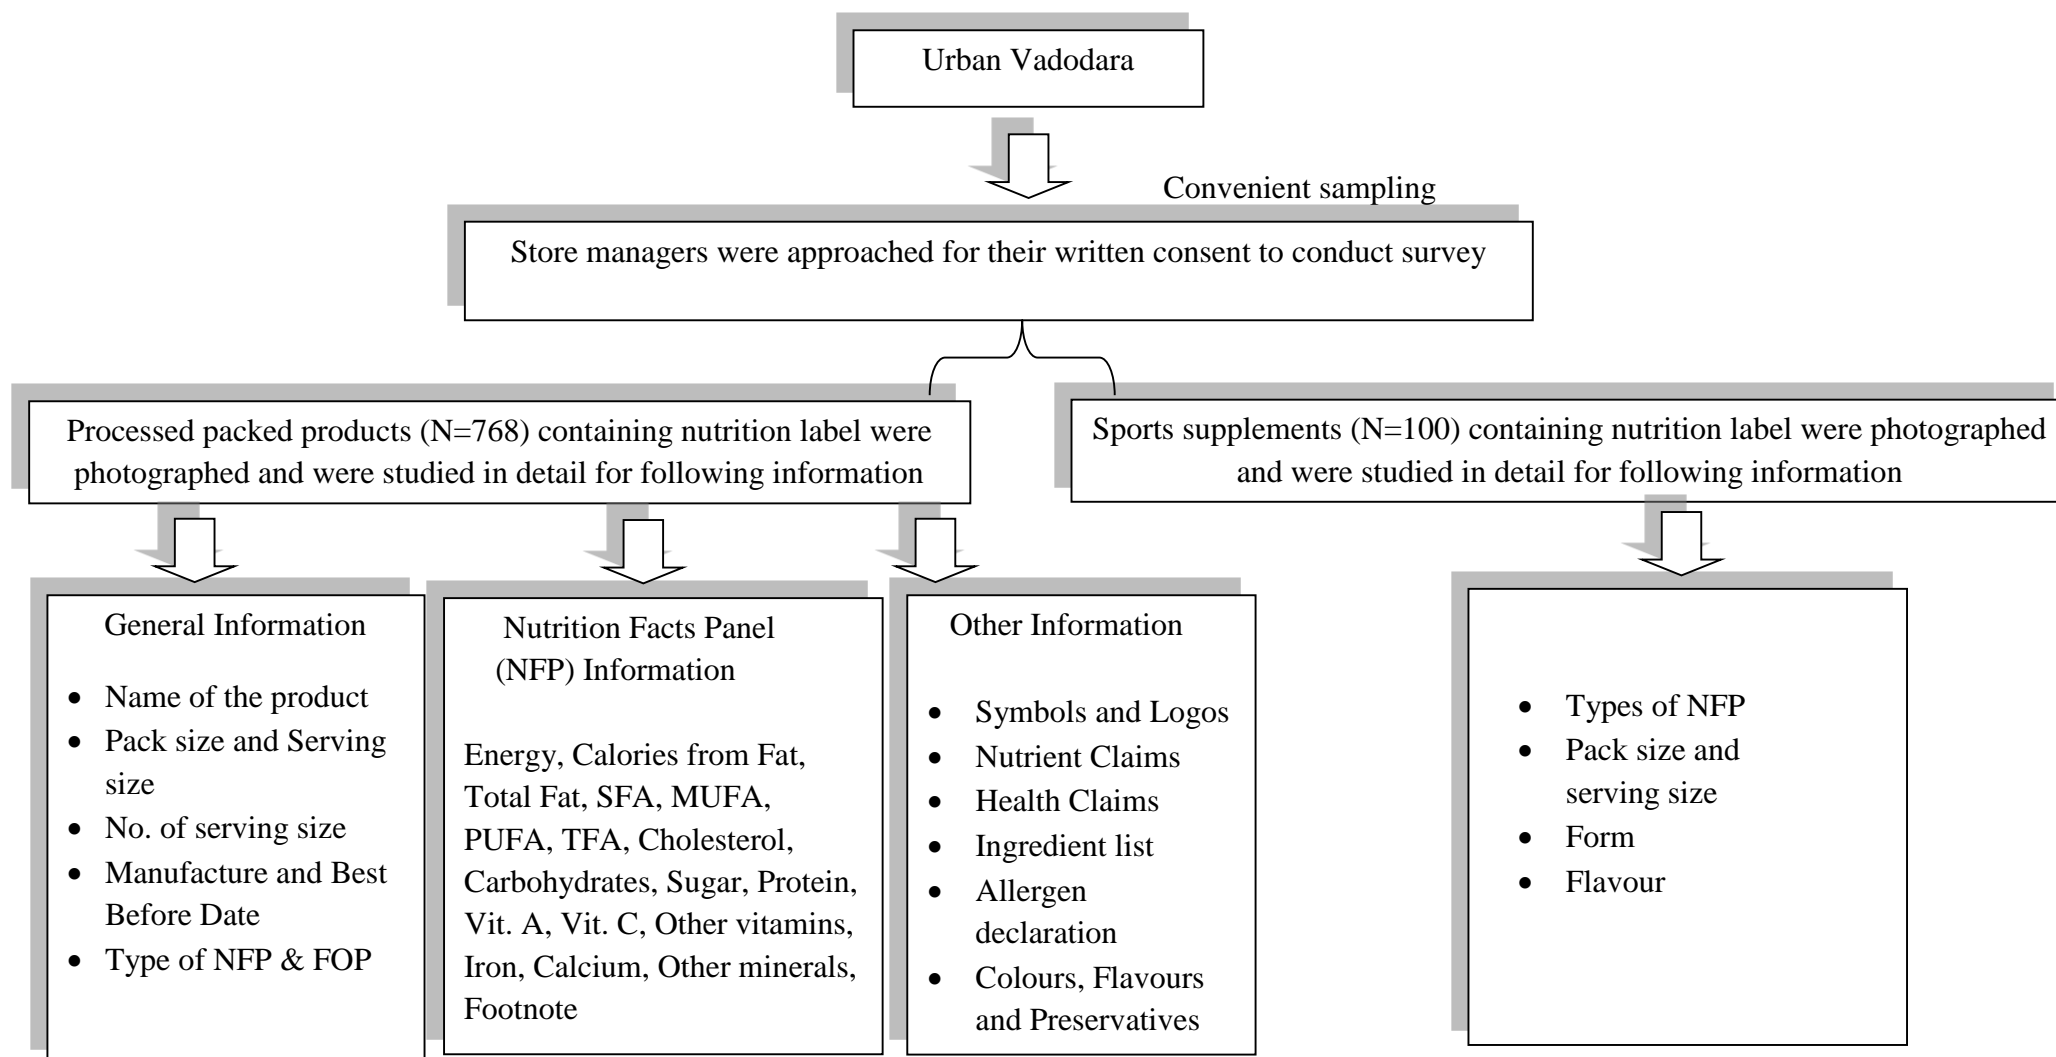 Urban Vadodara
Convenient sampling
Store managers were approached for their written consent to conduct survey
Processed packed products (N=768) containing nutrition label were
photographed and were studied in detail for following information
Sports supplements (N=100) containing nutrition label were photographed
and were studied in detail for following information
General Information
• Name of the product
• Pack size and Serving
size
• No. of serving size
• Manufacture and Best
Before Date
• Type of NFP & FOP
Nutrition Facts Panel
(NFP) Information
Energy, Calories from Fat,
Total Fat, SFA, MUFA,
PUFA, TFA, Cholesterol,
Carbohydrates, Sugar, Protein,
Vit. A, Vit. C, Other vitamins,
Iron, Calcium, Other minerals,
Footnote
Other Information
• Symbols and Logos
• Nutrient Claims
• Health Claims
• Ingredient list
• Allergen
declaration
• Colours, Flavours
and Preservatives
• Types of NFP
• Pack size and
serving size
• Form
• Flavour